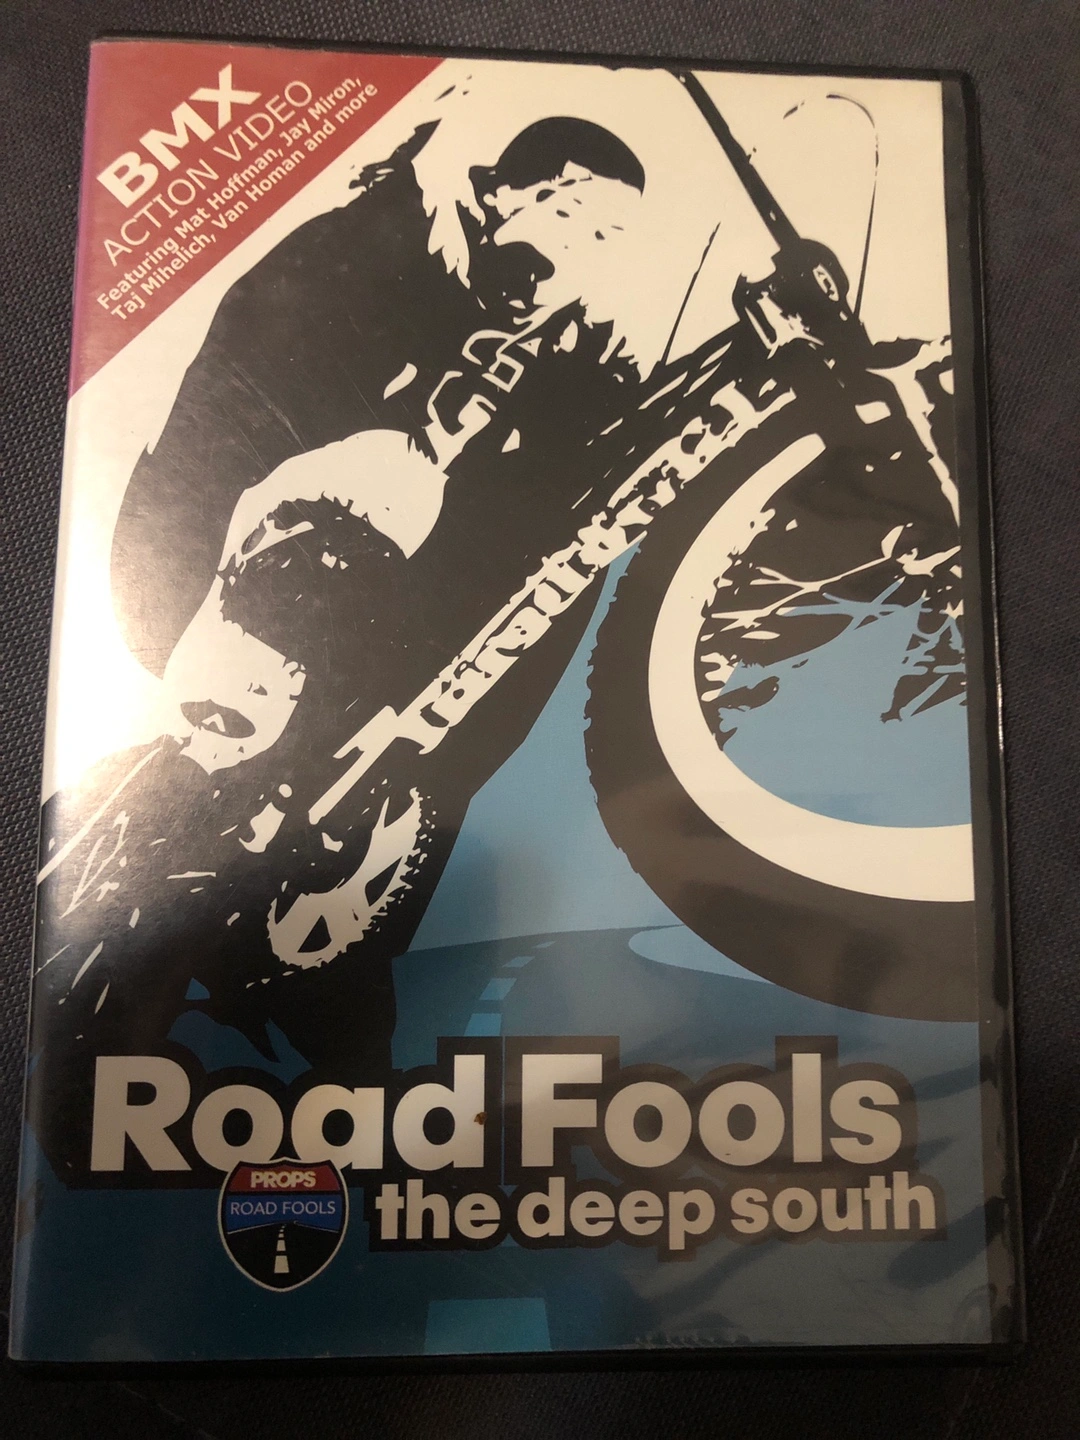 BMX
ACTION VIDEO
Featuring Mat Hoffman, Jay Miron,
Taj Mihelich, Van Homan and more
Road Fools
the deep south
PROPS
ROAD FOOLS